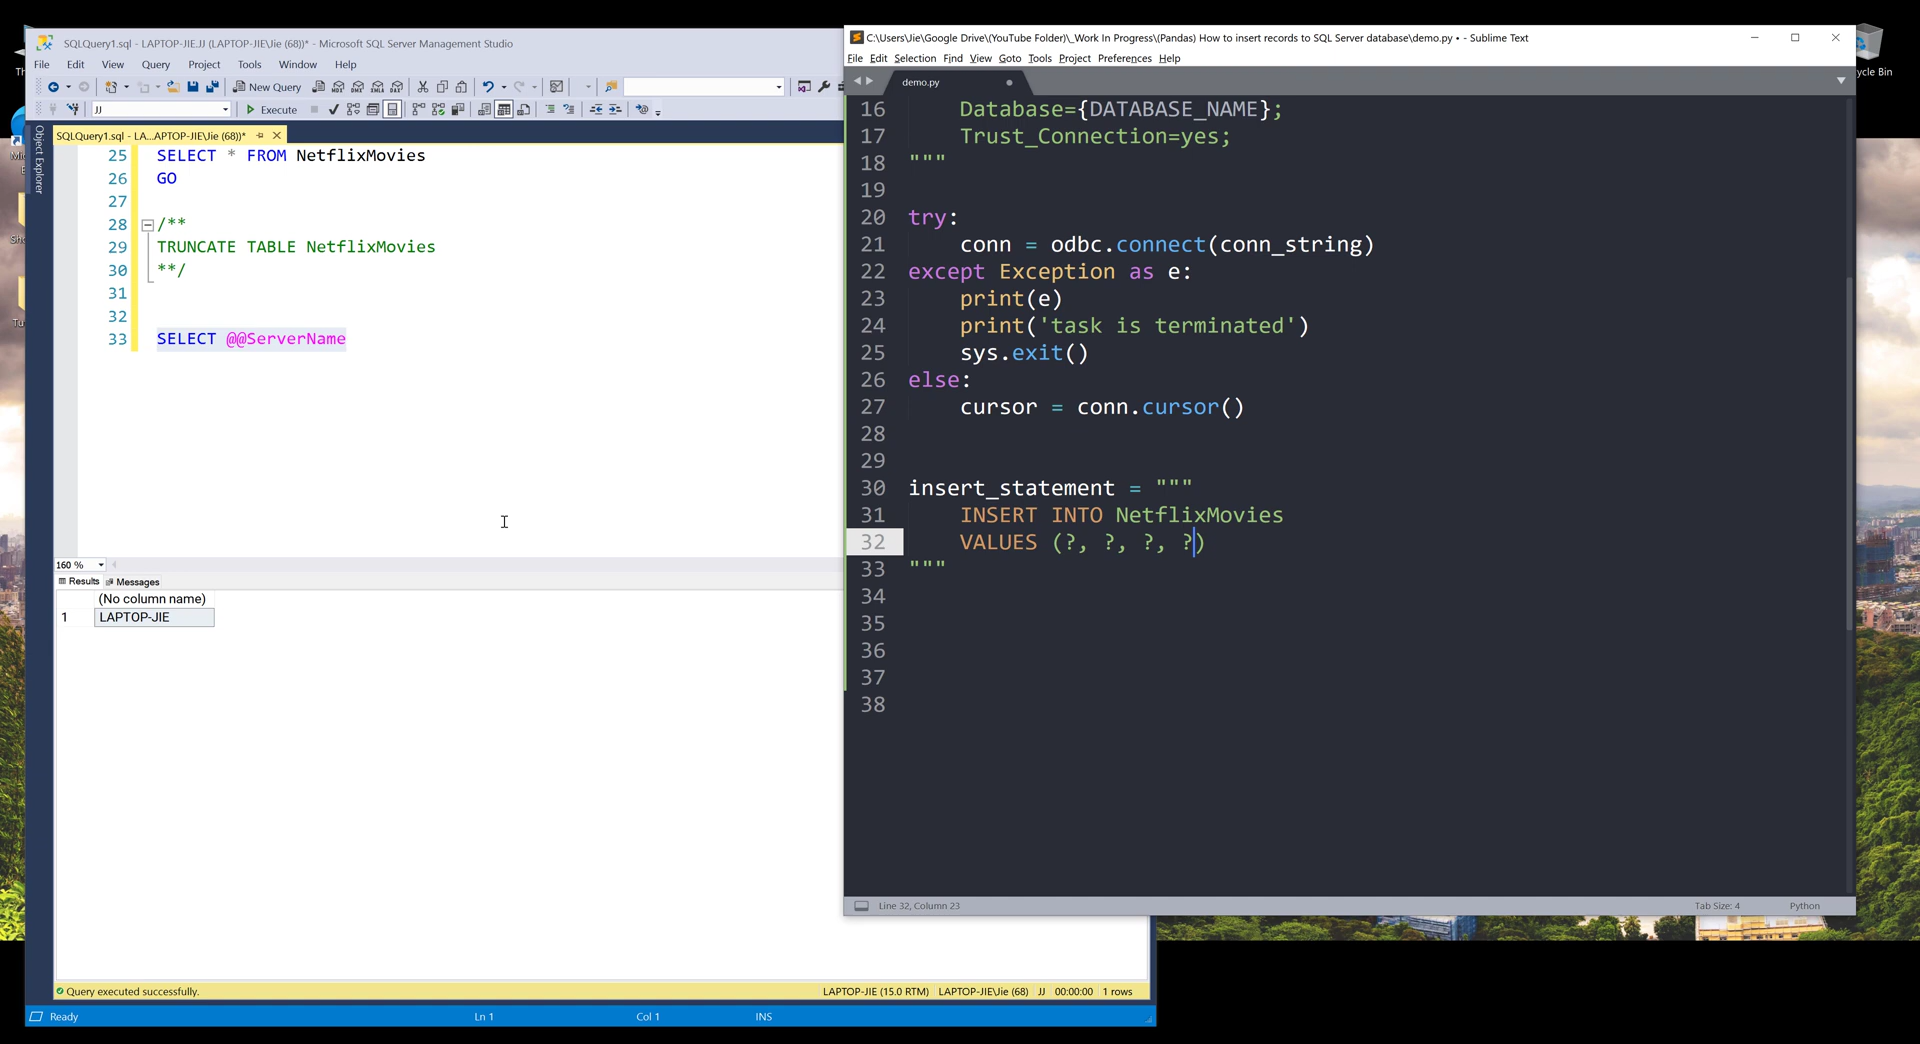 SQLQuery1.sql - LAPTOP-JIE.JJ (LAPTOP-JIE\Jie (68))* - Microsoft SQL Server Management Studio
File Edit View Query Project Tools Window Help
New Query
JJ
Execute
SQLQuery1.sql - LA...APTOP-JIE\Jie (68))*
Object Explorer
25 SELECT * FROM NetflixMovies
26 GO
27
28 /**
29 TRUNCATE TABLE NetflixMovies
30 **/
31
32
33 SELECT @@ServerName
160 %
Results Messages
(No column name)
1 LAPTOP-JIE
Query executed successfully.
LAPTOP-JIE (15.0 RTM) LAPTOP-JIE\Jie (68) JJ 00:00:00 1 rows
Ready Ln 1 Col 1 INS
C:\Users\Jie\Google Drive\(YouTube Folder)\_Work In Progress\(Pandas) How to insert records to SQL Server database\demo.py • - Sublime Text
File Edit Selection Find View Goto Tools Project Preferences Help
demo.py
16 Database={DATABASE_NAME};
17 Trust_Connection=yes;
18 """
19
20 try:
21 conn = odbc.connect(conn_string)
22 except Exception as e:
23 print(e)
24 print('task is terminated')
25 sys.exit()
26 else:
27 cursor = conn.cursor()
28
29
30 insert_statement = """
31 INSERT INTO NetflixMovies
32 VALUES (?, ?, ?, ?)
33 """
34
35
36
37
38
Line 32, Column 23
Tab Size: 4 Python
ycle Bin